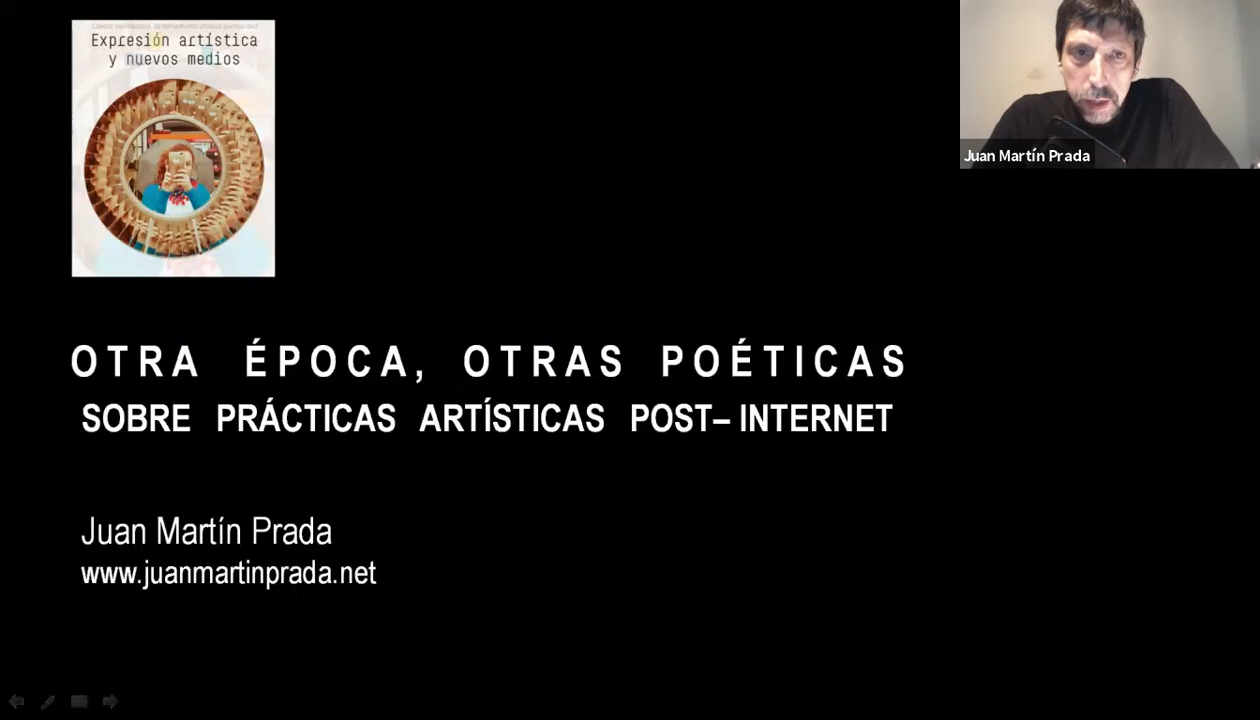 Expresión artística
y nuevos medios
Juan Martín Prada
OTRA ÉPOCA, OTRAS POÉTICAS
SOBRE PRÁCTICAS ARTÍSTICAS POST– INTERNET
Juan Martín Prada
www.juanmartinprada.net